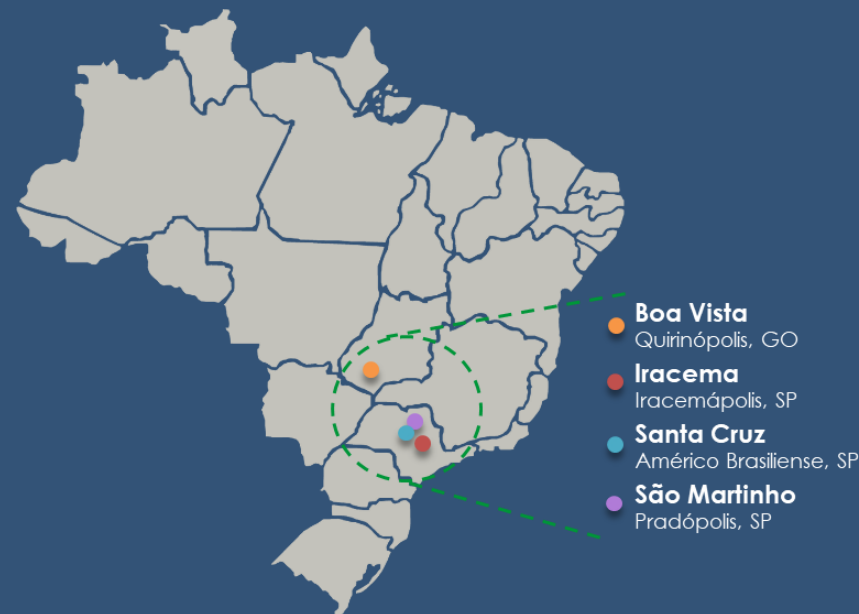 Boa Vista
Quirinópolis, GO
Iracema
Iracemápolis, SP
Santa Cruz
Américo Brasiliense, SP
São Martinho
Pradópolis, SP